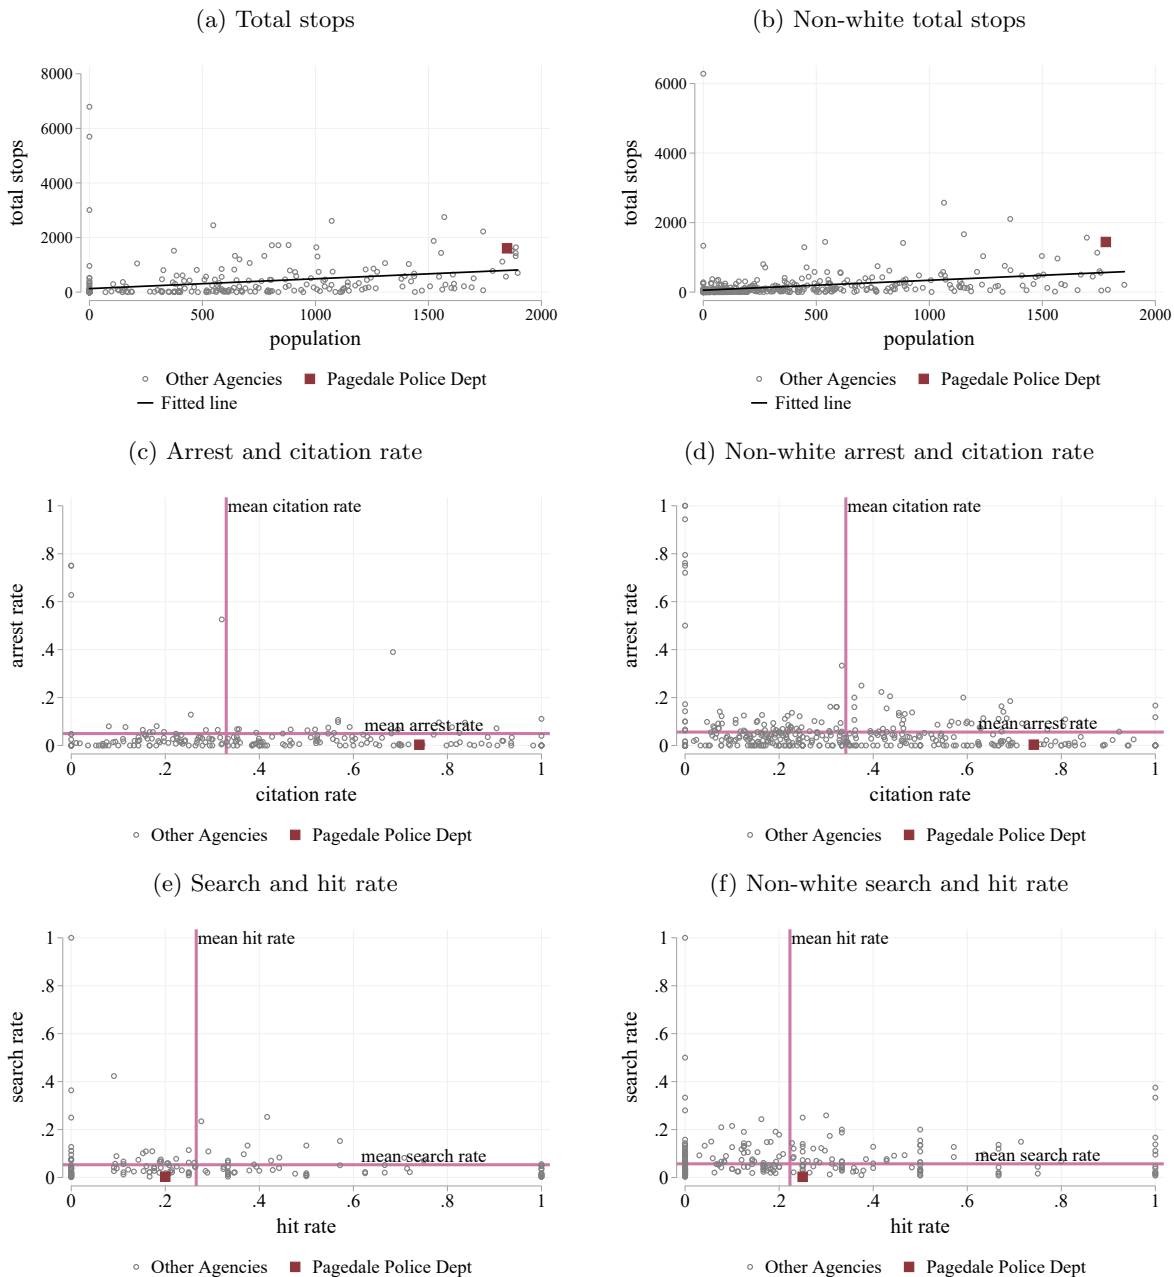 (a) Total stops
(b) Non-white total stops
total stops
8000
6000
4000
2000
0
0 500 1000 1500 2000
population
Other Agencies Pagedale Police Dept
Fitted line
total stops
6000
4000
2000
0
0 500 1000 1500 2000
population
Other Agencies Pagedale Police Dept
Fitted line
(c) Arrest and citation rate
(d) Non-white arrest and citation rate
arrest rate
1
.8
.6
.4
.2
0
mean citation rate
mean arrest rate
0 .2 .4 .6 .8 1
citation rate
Other Agencies Pagedale Police Dept
arrest rate
1
.8
.6
.4
.2
0
mean citation rate
mean arrest rate
0 .2 .4 .6 .8 1
citation rate
Other Agencies Pagedale Police Dept
(e) Search and hit rate
(f) Non-white search and hit rate
search rate
1
.8
.6
.4
.2
0
mean hit rate
mean search rate
0 .2 .4 .6 .8 1
hit rate
Other Agencies Pagedale Police Dept
search rate
1
.8
.6
.4
.2
0
mean hit rate
mean search rate
0 .2 .4 .6 .8 1
hit rate
Other Agencies Pagedale Police Dept